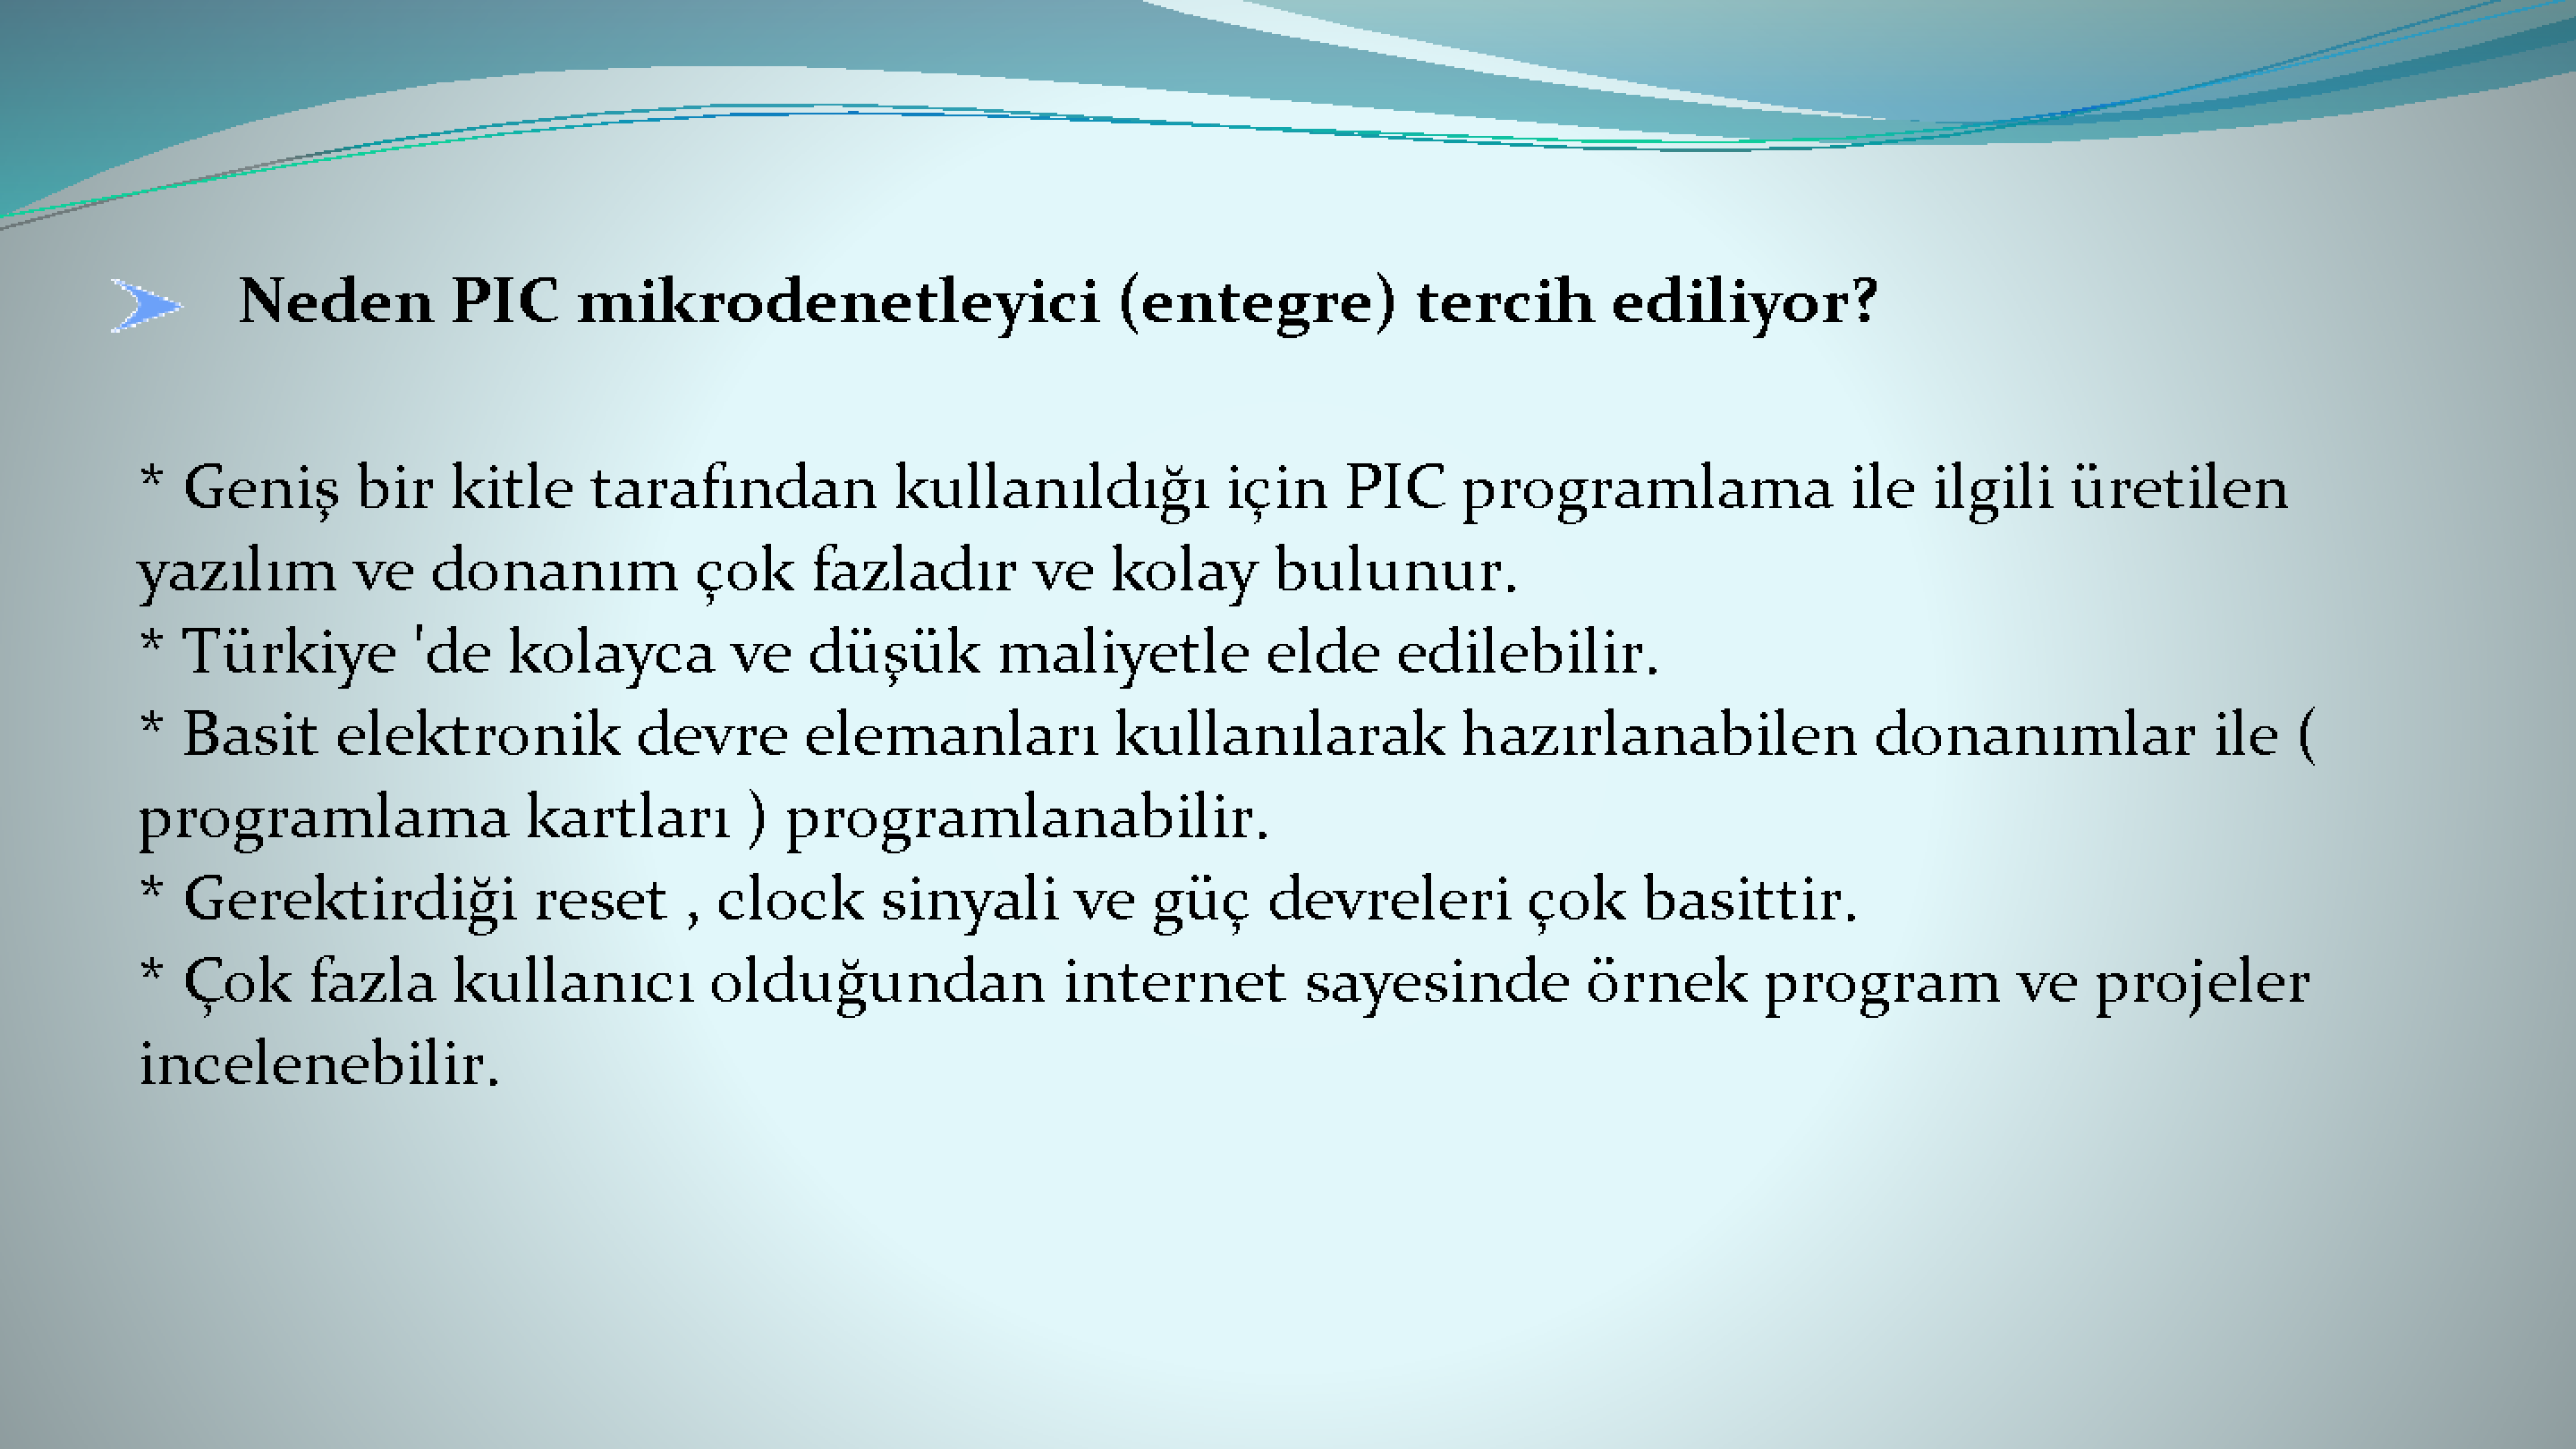 Neden PIC mikrodenetleyici (entegre) tercih ediliyor?
* Geniş bir kitle tarafından kullanıldığı için PIC programlama ile ilgili üretilen
yazılım ve donanım çok fazladır ve kolay bulunur.
* Türkiye 'de kolayca ve düşük maliyetle elde edilebilir.
* Basit elektronik devre elemanları kullanılarak hazırlanabilen donanımlar ile (
programlama kartları ) programlanabilir.
* Gerektirdiği reset , clock sinyali ve güç devreleri çok basittir.
* Çok fazla kullanıcı olduğundan internet sayesinde örnek program ve projeler
incelenebilir.